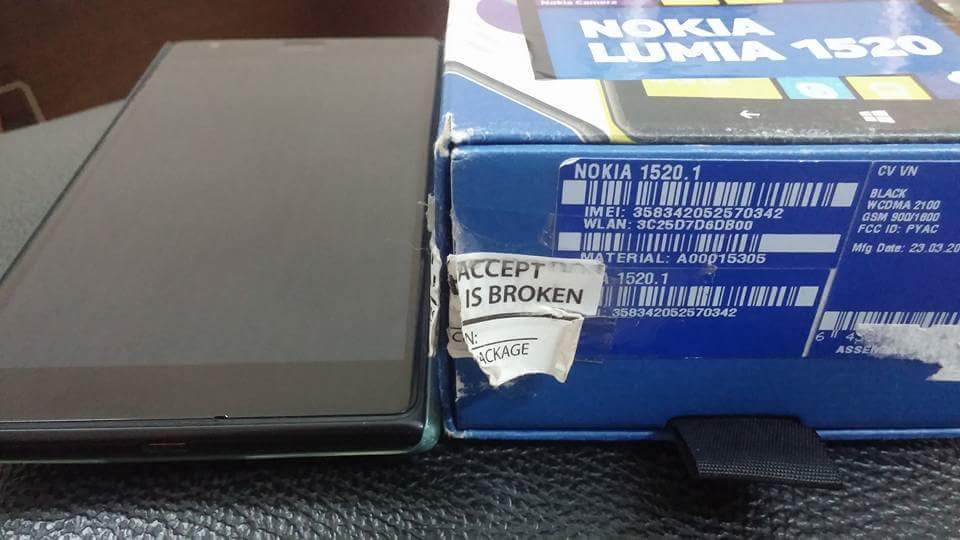 Nokia Camera
NOKIA
LUMIA 1520
NOKIA 1520.1
IMEI: 358342052570342
WLAN: 3C25D7D6DB00
MATERIAL: A00015305
1520.1
358342052570342
CV VN
BLACK
WCDMA 2100
GSM 900/1800
FCC ID: PYAC
Mfg Date: 23.03.20
6
ACCEPT
IS BROKEN